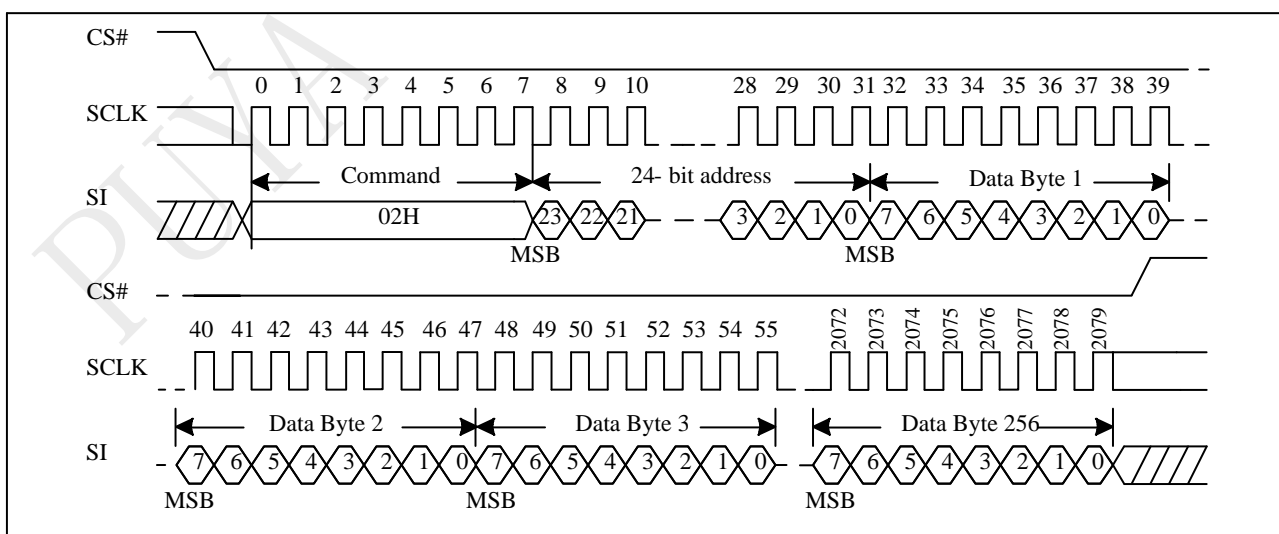 PUYA
CS#
0 1 2 3 4 5 6 7 8 9 10 28 29 30 31 32 33 34 35 36 37 38 39
SCLK
Command 24- bit address Data Byte 1
SI
02H 23 22 21 3 2 1 0 7 6 5 4 3 2 1 0
MSB MSB
CS#
40 41 42 43 44 45 46 47 48 49 50 51 52 53 54 55 2072 2073 2074 2075 2076 2077 2078 2079
SCLK
Data Byte 2 Data Byte 3 Data Byte 256
SI
7 6 5 4 3 2 1 0 7 6 5 4 3 2 1 0 7 6 5 4 3 2 1 0
MSB MSB MSB